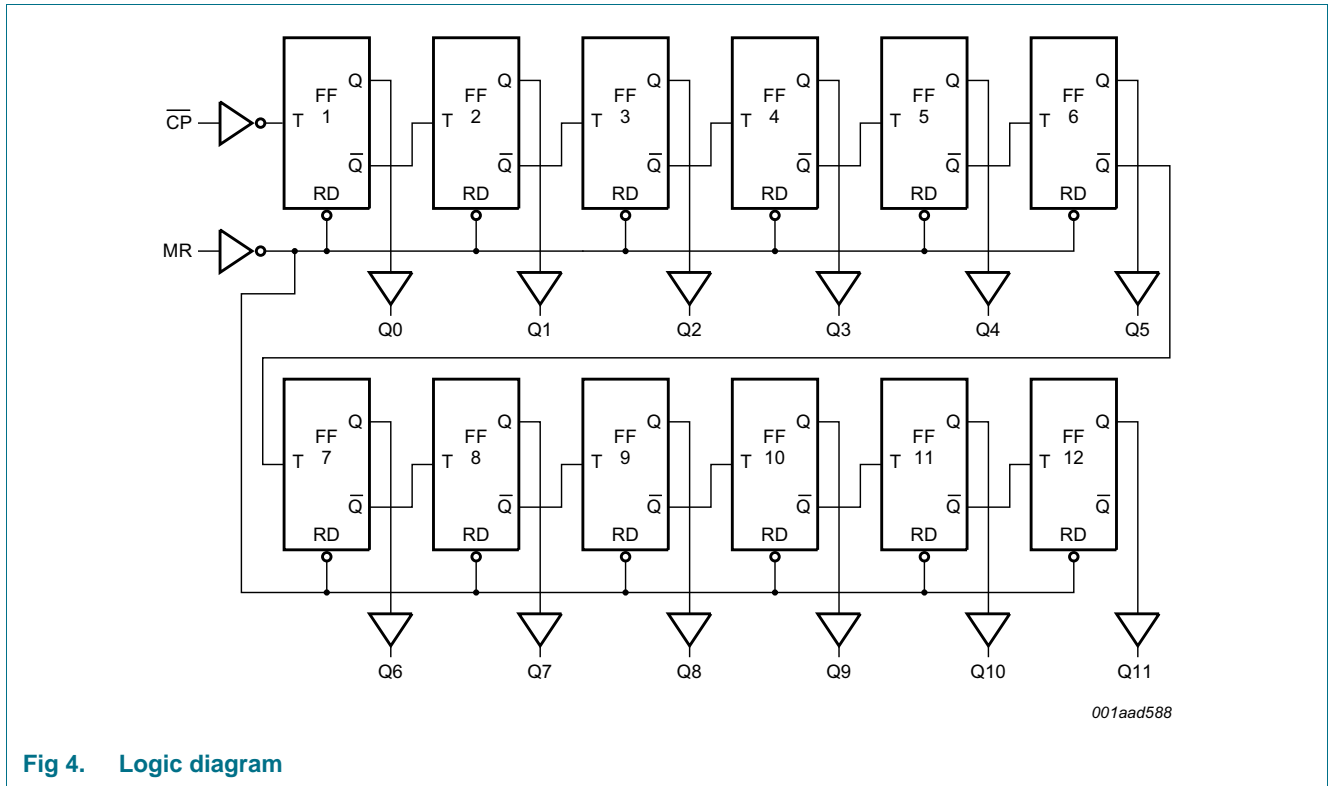 Q Q Q Q Q Q
FF FF FF FF FF FF
1 2 3 4 5 6
C̅P̅ T T T T T T
Q̅ Q̅ Q̅ Q̅ Q̅ Q̅
RD RD RD RD RD RD
MR
Q0 Q1 Q2 Q3 Q4 Q5
Q Q Q Q Q Q
FF FF FF FF FF FF
7 8 9 10 11 12
T T T T T T
Q̅ Q̅ Q̅ Q̅ Q̅ Q̅
RD RD RD RD RD RD
Q6 Q7 Q8 Q9 Q10 Q11
001aad588
Fig 4. Logic diagram